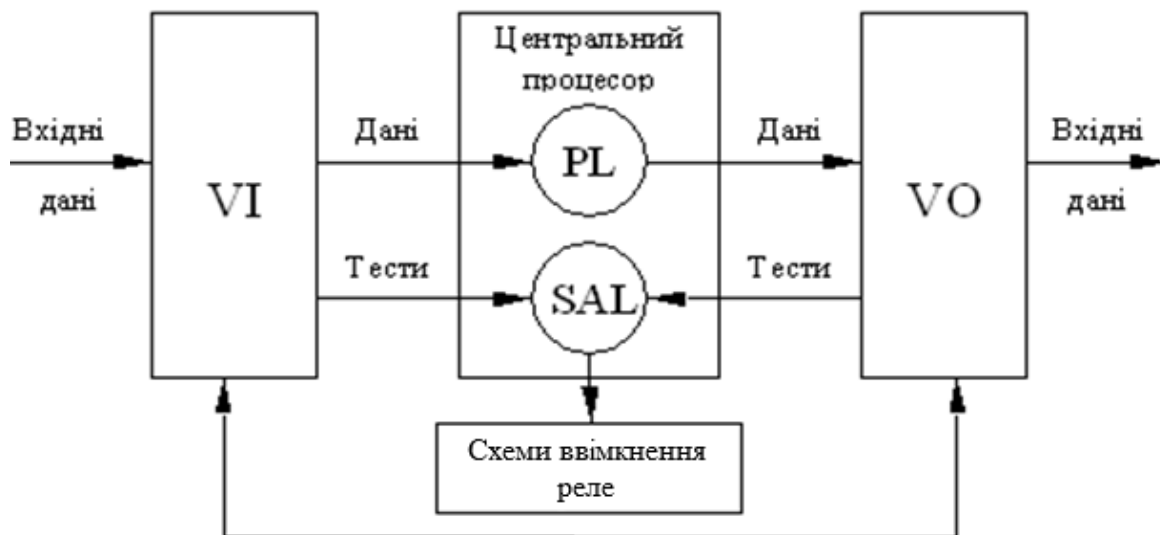 Центральний
процесор
Вхідні
дані
VI
Дані
PL
Дані
VO
Вхідні
дані
Тести
SAL
Тести
Схеми ввімкнення
реле